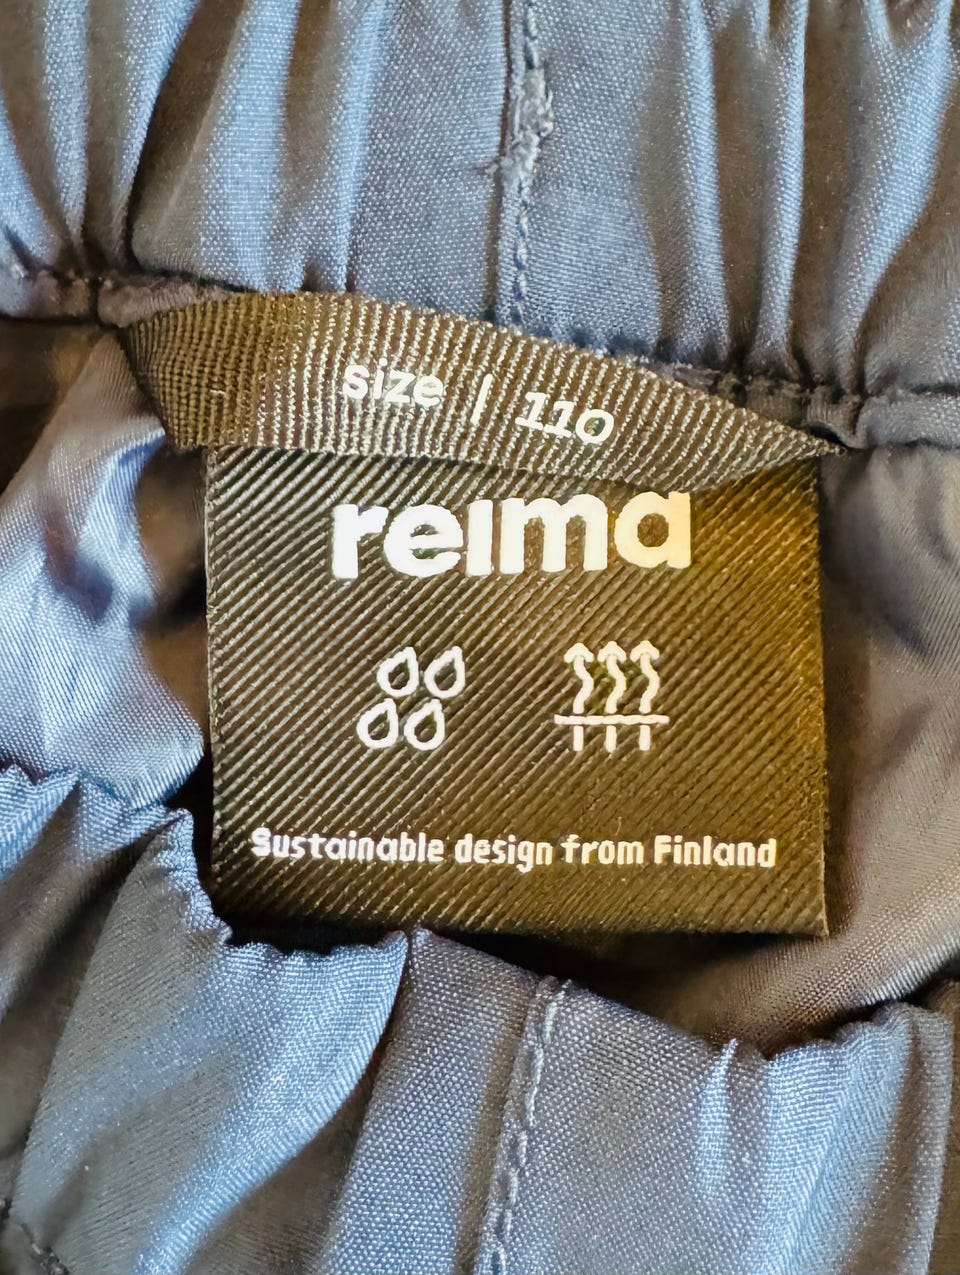 size | 110
reima
Sustainable design from Finland